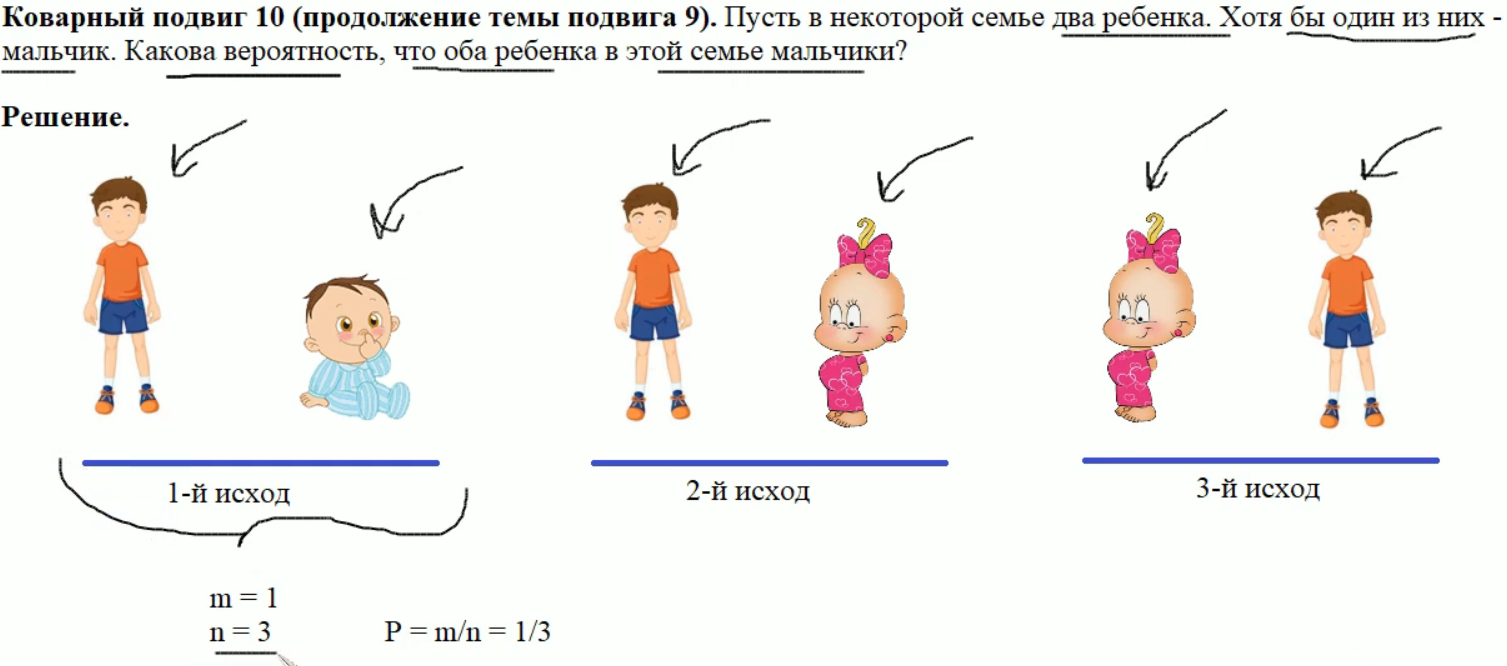 Коварный подвиг 10 (продолжение темы подвига 9). Пусть в некоторой семье два ребенка. Хотя бы один из них -
мальчик. Какова вероятность, что оба ребенка в этой семье мальчики?
Решение.
1-й исход
2-й исход
3-й исход
m = 1
n = 3
P = m/n = 1/3